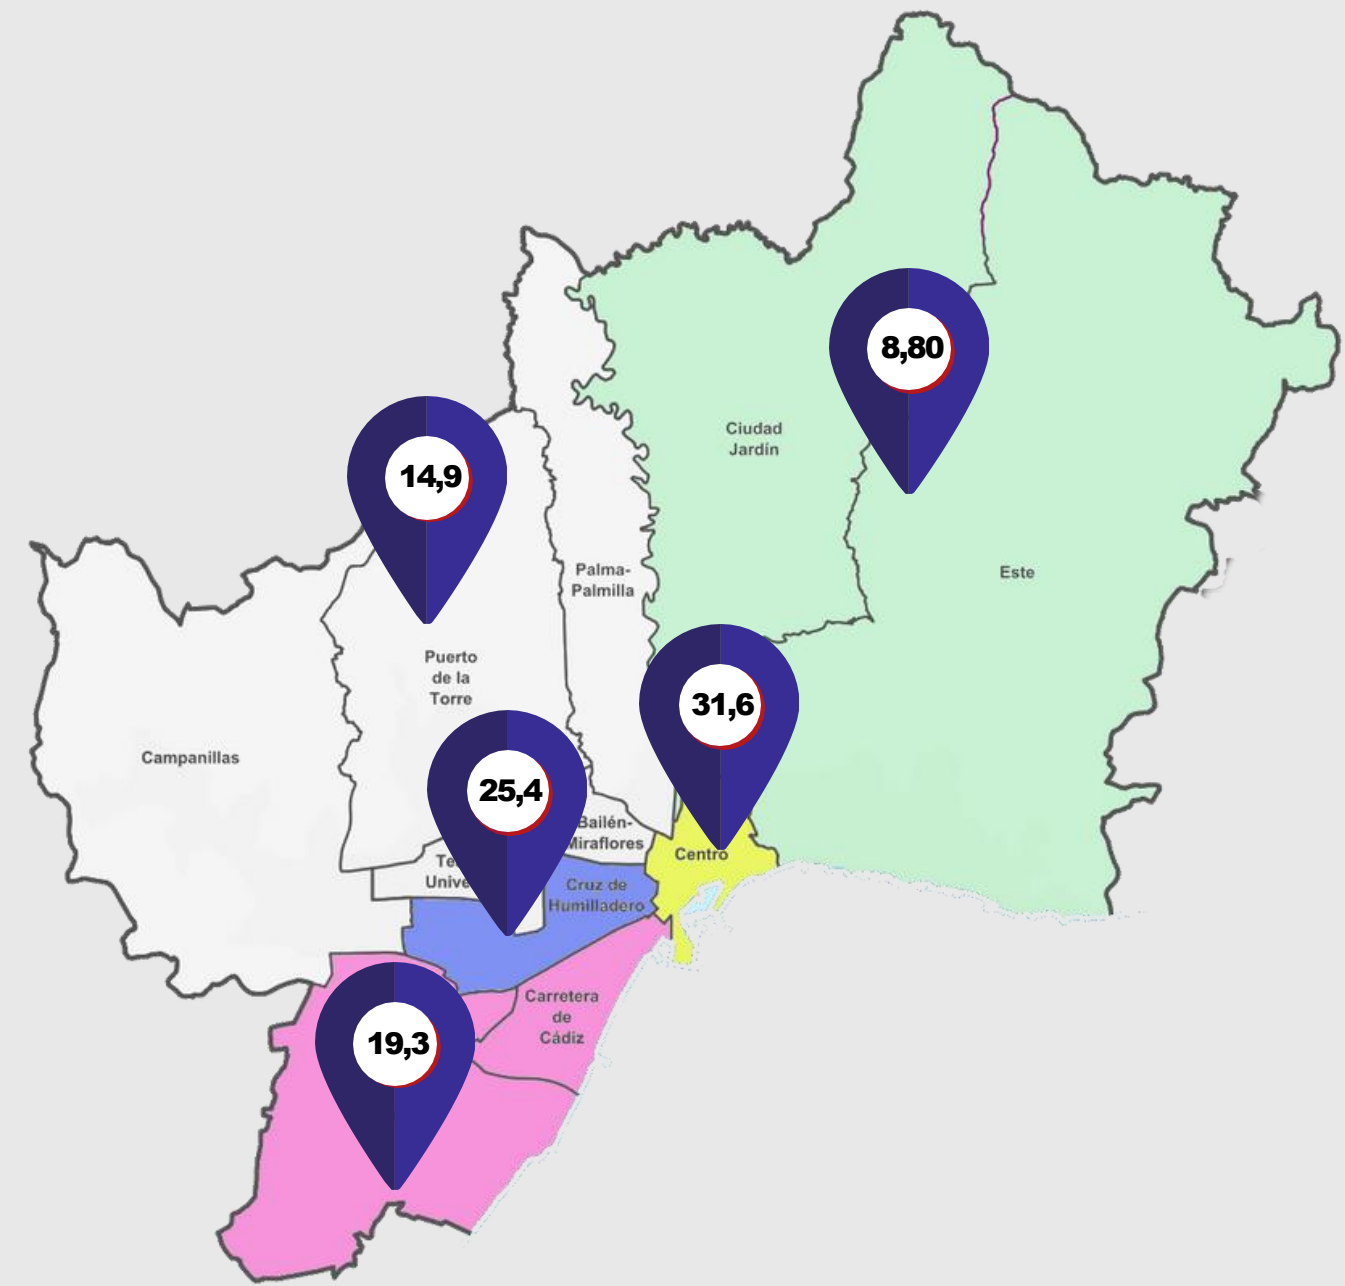 8,80
Ciudad
Jardín
14,9
Palma-
Palmilla
Este
Puerto
de la
Torre
31,6
Campanillas
25,4
Bailén-
Miraflores
Centro
Cruz de
Humilladero
Carretera
de
Cádiz
19,3